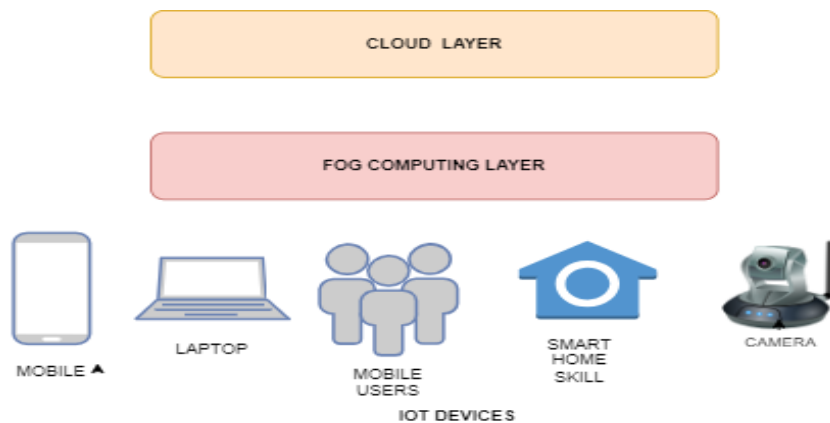 CLOUD LAYER
FOG COMPUTING LAYER
MOBILE
LAPTOP
MOBILE
USERS
SMART
HOME
SKILL
CAMERA
IOT DEVICES